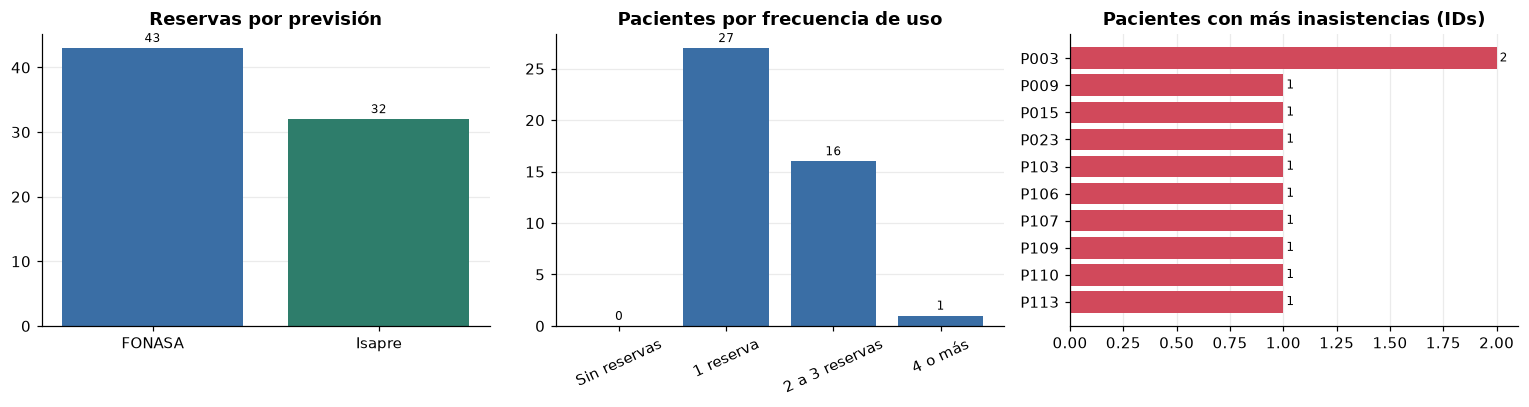 Reservas por previsión
43
32
40
30
20
10
0
FONASA
Isapre
Pacientes por frecuencia de uso
27
16
0
1
25
20
15
10
5
0
Sin reservas
1 reserva
2 a 3 reservas
4 o más
Pacientes con más inasistencias (IDs)
P003
2
P009
1
P015
1
P023
1
P103
1
P106
1
P107
1
P109
1
P110
1
P113
1
0.00 0.25 0.50 0.75 1.00 1.25 1.50 1.75 2.00